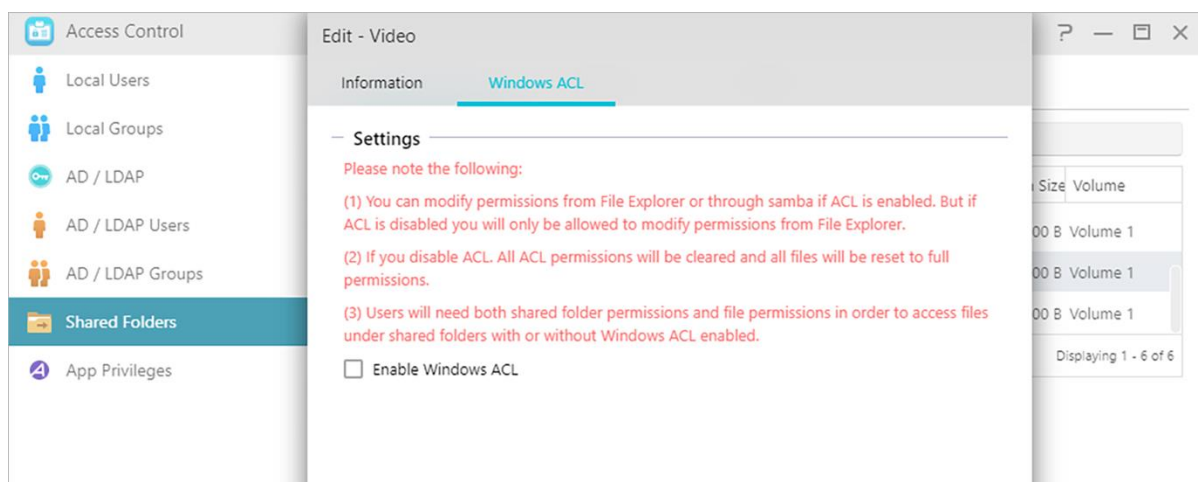 Access Control
Local Users
Local Groups
AD / LDAP
AD / LDAP Users
AD / LDAP Groups
Shared Folders
App Privileges
Edit - Video
Information
Windows ACL
Settings
Please note the following:
(1) You can modify permissions from File Explorer or through samba if ACL is enabled. But if
ACL is disabled you will only be allowed to modify permissions from File Explorer.
(2) If you disable ACL. All ACL permissions will be cleared and all files will be reset to full
permissions.
(3) Users will need both shared folder permissions and file permissions in order to access files
under shared folders with or without Windows ACL enabled.
Enable Windows ACL
?
Size Volume
00 B Volume 1
00 B Volume 1
00 B Volume 1
Displaying 1 - 6 of 6